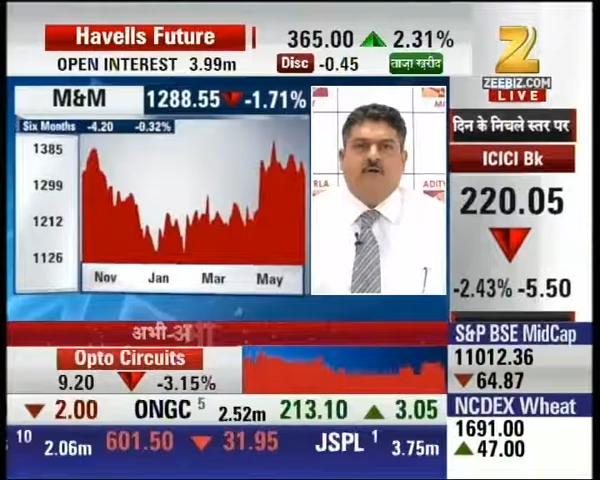 Havells Future
365.00 2.31%
OPEN INTEREST 3.99m
Disc -0.45
ताज़ा खरीद
ZEEBIZ.COM
LIVE
M&M
1288.55 -1.71%
Six Months -4.20 -0.32%
1385
1299
1212
1126
Nov Jan Mar May
RLA
ADITY
दिन के निचले स्तर पर
ICICI Bk
220.05
-2.43% -5.50
अभी-अ
Opto Circuits
9.20 -3.15%
S&P BSE MidCap
11012.36
64.87
2.00 ONGC 5 2.52m 213.10 3.05
NCDEX Wheat
1691.00
47.00
10 2.06m 601.50 31.95 JSPL 1 3.75m